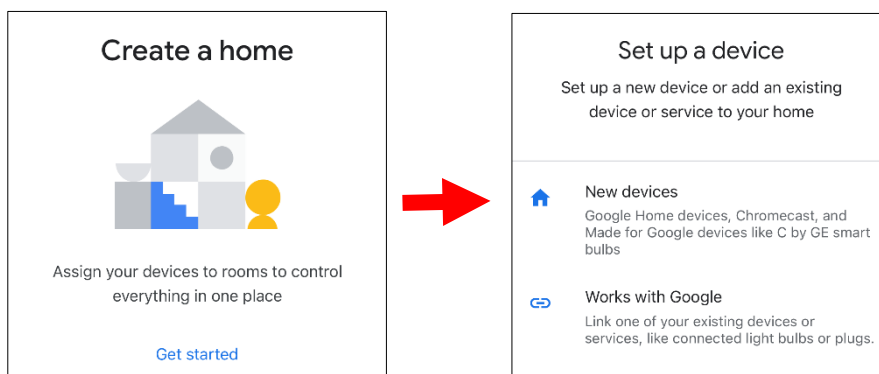 Create a home
Assign your devices to rooms to control
everything in one place
Get started
Set up a device
Set up a new device or add an existing
device or service to your home
New devices
Google Home devices, Chromecast, and
Made for Google devices like C by GE smart
bulbs
Works with Google
Link one of your existing devices or
services, like connected light bulbs or plugs.